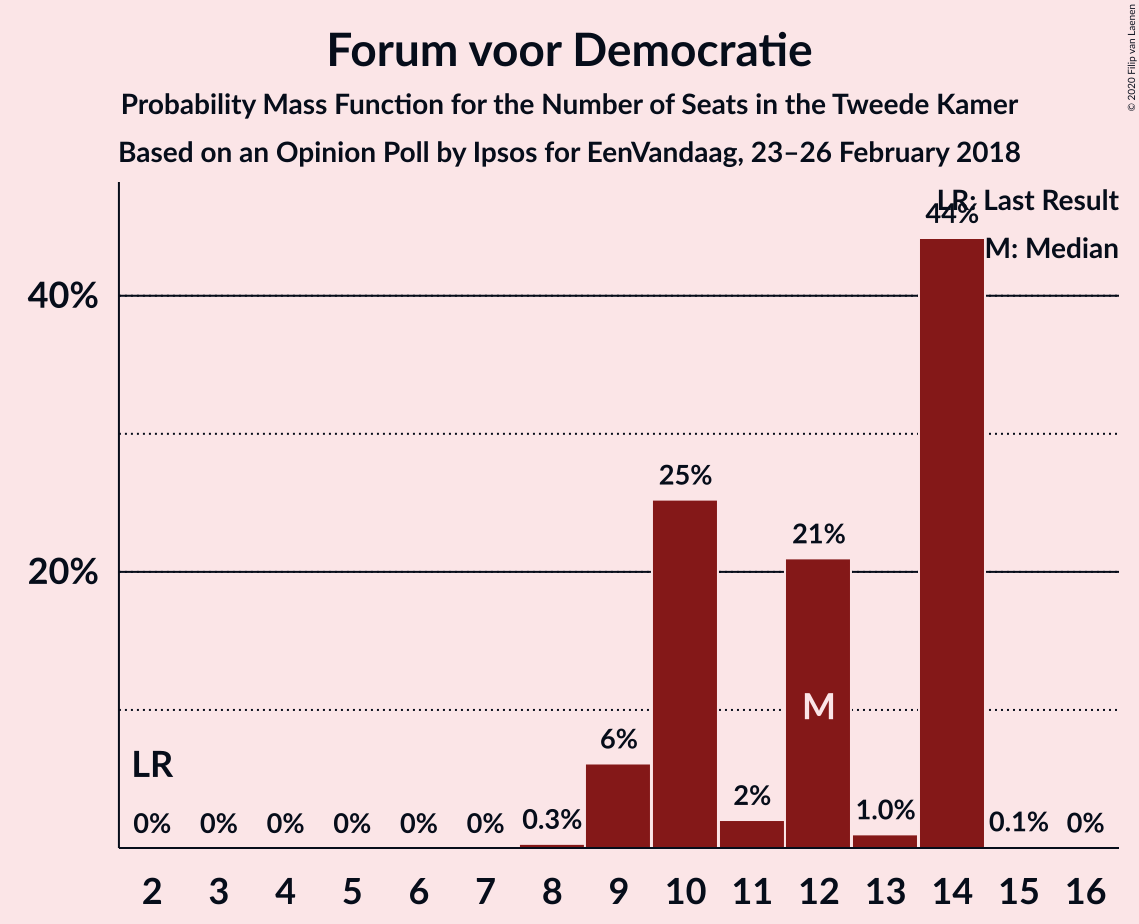 Forum voor Democratie
Probability Mass Function for the Number of Seats in the Tweede Kamer
Based on an Opinion Poll by Ipsos for EenVandaag, 23–26 February 2018
© 2020 Filip van Laenen
LR: Last Result
M: Median
40%
20%
LR
0%
0%
0%
0%
0%
0%
0.3%
6%
25%
2%
21%
M
1.0%
44%
0.1%
0%
2 3 4 5 6 7 8 9 10 11 12 13 14 15 16